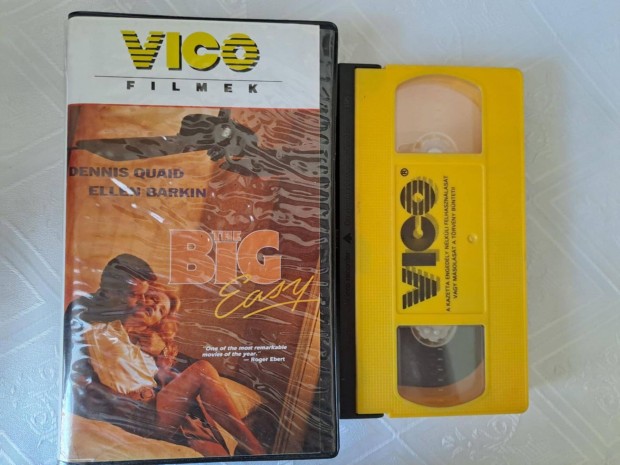 VICO
FILMEK
DENNIS QUAID
ELLEN BARKIN
THE
BIG
Easy
"One of the most remarkable
movies of the year."
— Roger Ebert
VICO®
A KAZETTA ENGEDÉLY NÉLKÜLI FELHASZNÁLÁSÁT
VAGY MÁSOLÁSÁT A TÖRVÉNY BÜNTETI!